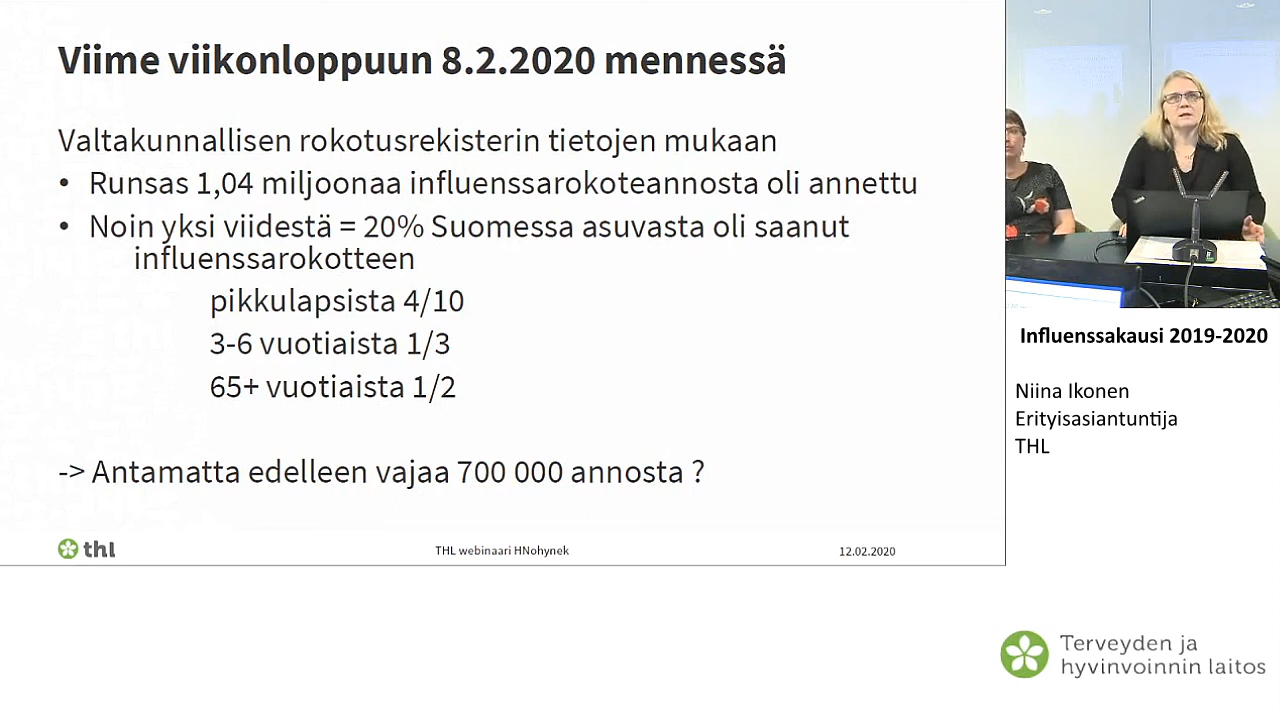 Viime viikonloppuun 8.2.2020 mennessä
Valtakunnallisen rokotusrekisterin tietojen mukaan
• Runsas 1,04 miljoonaa influenssarokoteannosta oli annettu
• Noin yksi viidestä = 20% Suomessa asuvasta oli saanut
influenssarokotteen
pikkulapsista 4/10
3-6 vuotiaista 1/3
65+ vuotiaista 1/2
-> Antamatta edelleen vajaa 700 000 annosta ?
thl
THL webinaari HNohynek
12.02.2020
Influenssakausi 2019-2020
Niina Ikonen
Erityisasiantuntija
THL
Terveyden ja
hyvinvoinnin laitos